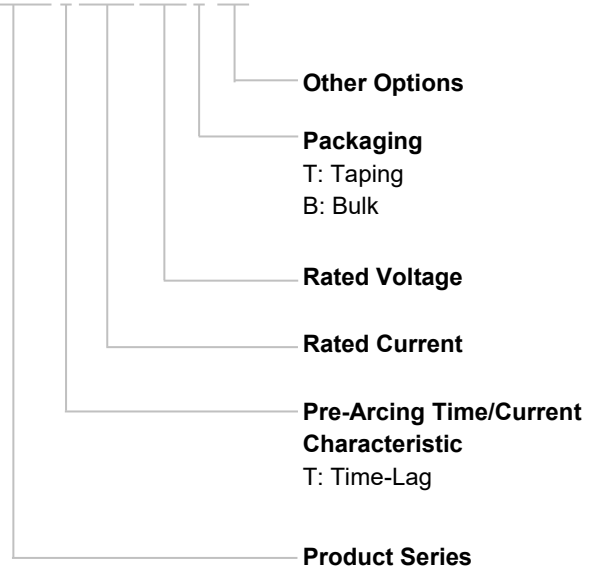 Other Options
Packaging
T: Taping
B: Bulk
Rated Voltage
Rated Current
Pre-Arcing Time/Current
Characteristic
T: Time-Lag
Product Series